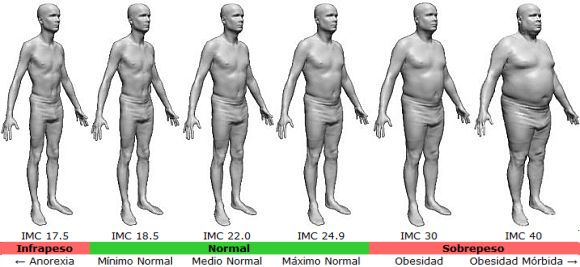 IMC 17.5 IMC 18.5 IMC 22.0 IMC 24.9 IMC 30 IMC 40
Infrapeso Normal Sobrepeso
← Anorexia Mínimo Normal Medio Normal Máximo Normal Obesidad Obesidad Mórbida →